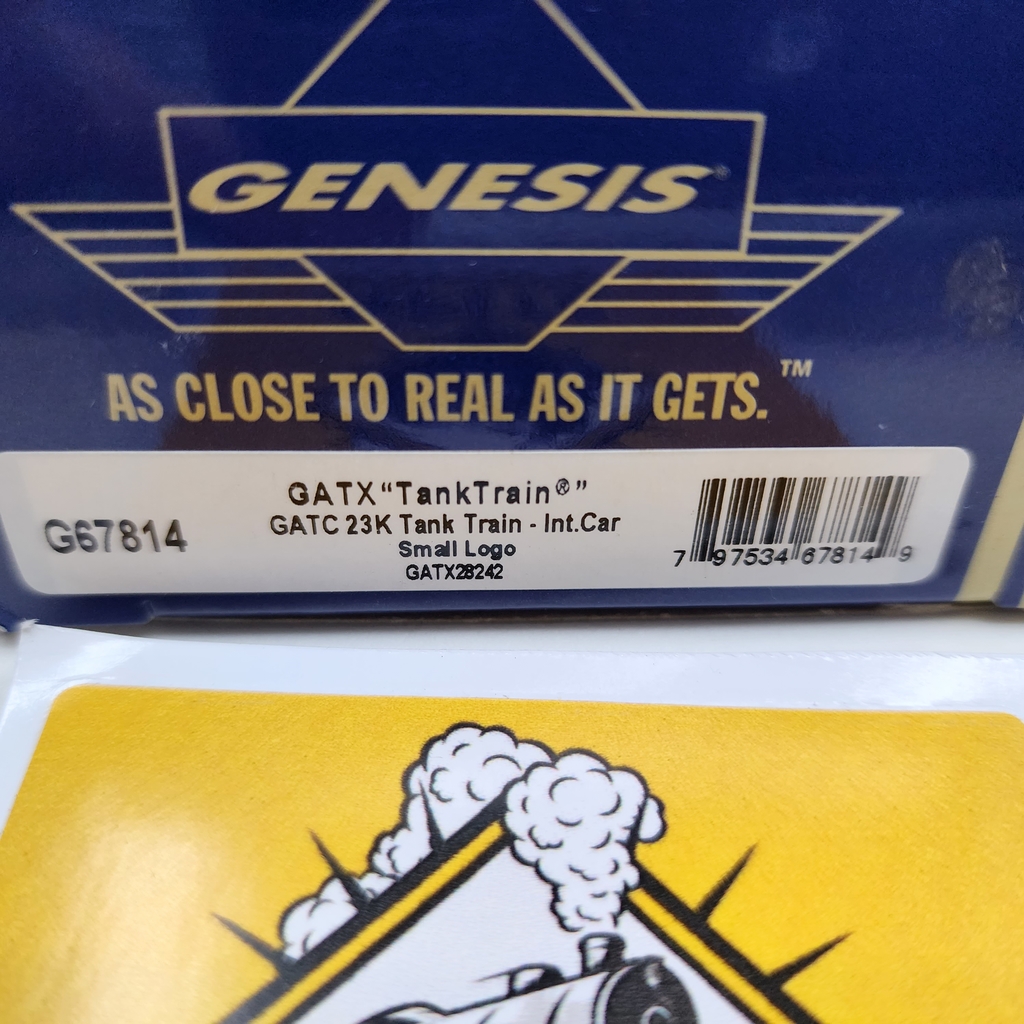 GENESIS®
AS CLOSE TO REAL AS IT GETS.™
GATX "TankTrain®"
G67814
GATC 23K Tank Train - Int.Car
Small Logo
GATX28242
7 97534 67814 9